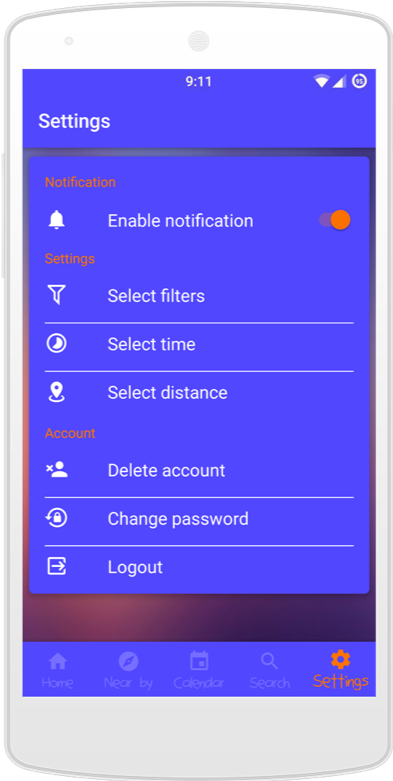 9:11
95
Settings
Notification
Enable notification
Settings
Select filters
Select time
Select distance
Account
Delete account
Change password
Logout
Home
Near by
Calendar
Search
Settings